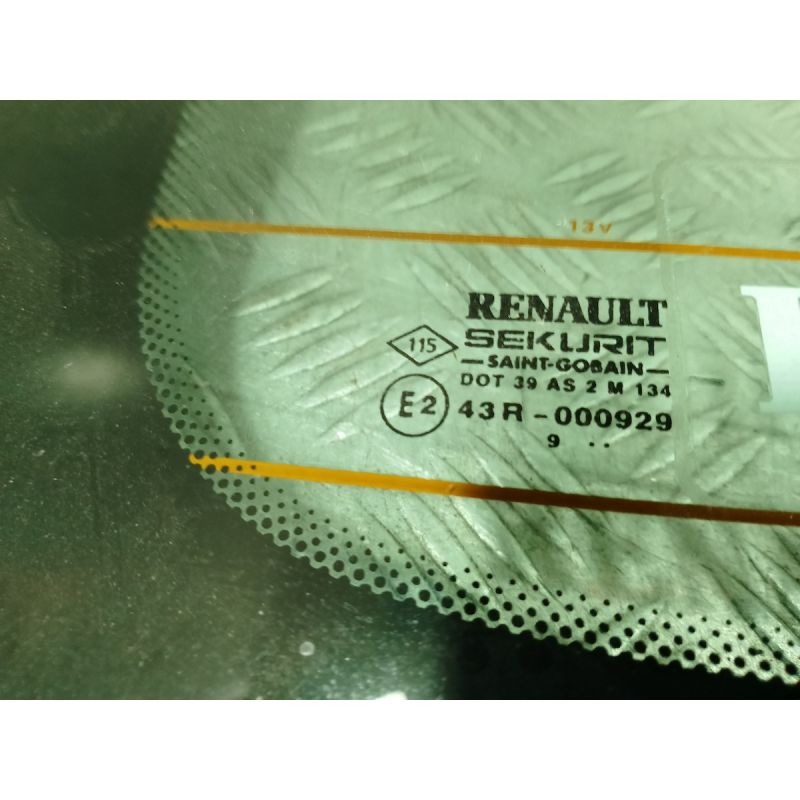 13V
RENAULT
115 SEKURIT
—SAINT-GOBAIN—
DOT 39 AS 2 M 134
E2 43R-000929
9 ..